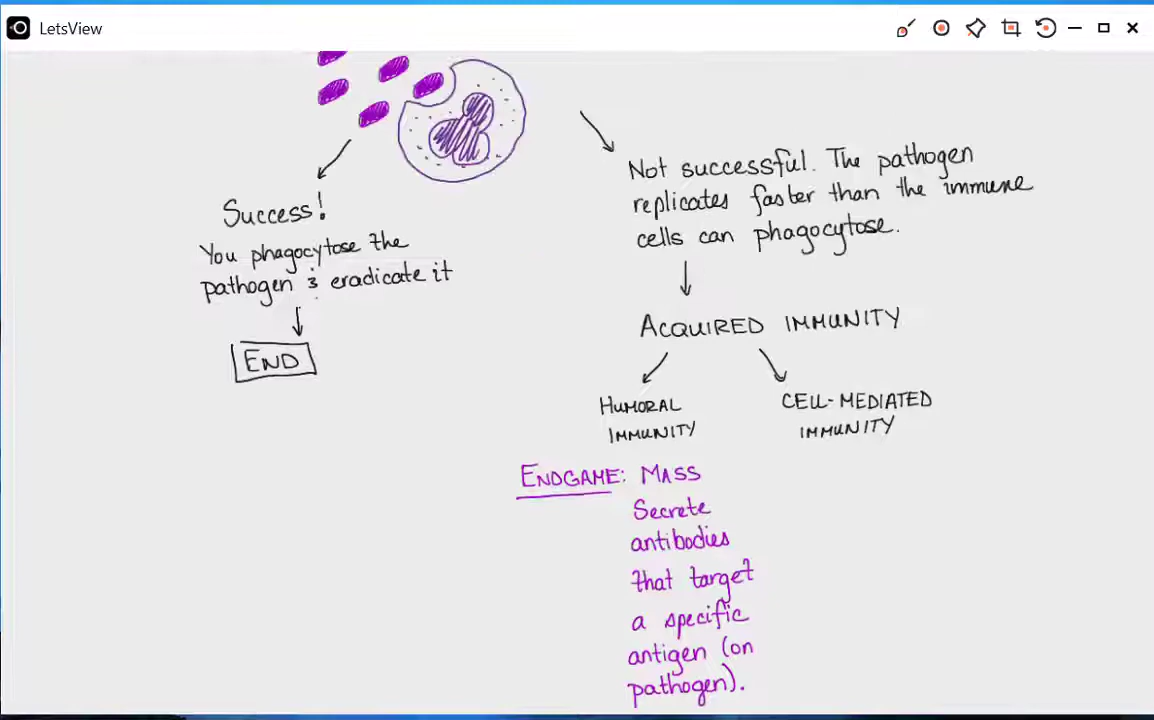 LetsView
Success!
You phagocytose the
pathogen & eradicate it
END
Not successful. The pathogen
replicates faster than the immune
cells can phagocytose.
ACQUIRED IMMUNITY
HUMORAL
IMMUNITY
CELL-MEDIATED
IMMUNITY
ENDGAME: MASS
Secrete
antibodies
that target
a specific
antigen (on
pathogen).